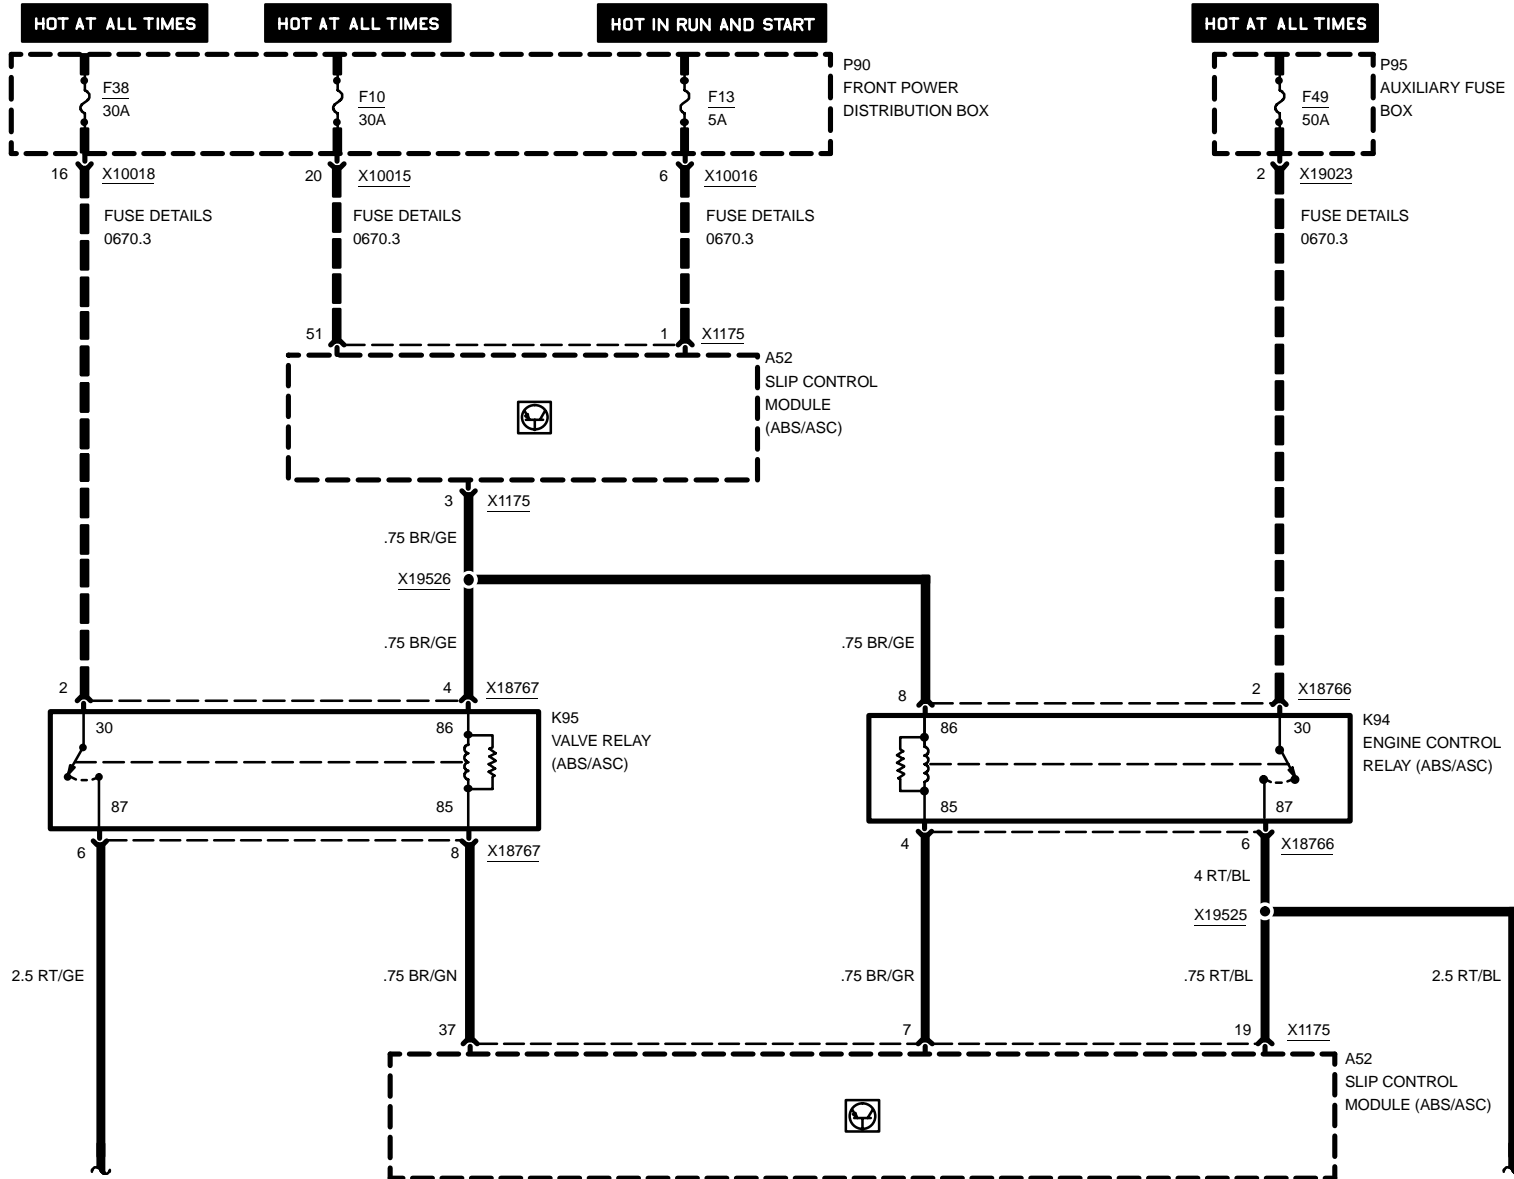 HOT AT ALL TIMES
HOT AT ALL TIMES
HOT IN RUN AND START
HOT AT ALL TIMES
F38
30A
F10
30A
F13
5A
P90
FRONT POWER
DISTRIBUTION BOX
F49
50A
P95
AUXILIARY FUSE
BOX
16 X10018
20 X10015
6 X10016
2 X19023
FUSE DETAILS
0670.3
FUSE DETAILS
0670.3
FUSE DETAILS
0670.3
FUSE DETAILS
0670.3
51
1 X1175
A52
SLIP CONTROL
MODULE
(ABS/ASC)
3 X1175
.75 BR/GE
X19526
.75 BR/GE
.75 BR/GE
2
4 X18767
8
2 X18766
30
86
87
85
K95
VALVE RELAY
(ABS/ASC)
86
30
85
87
K94
ENGINE CONTROL
RELAY (ABS/ASC)
6
8 X18767
4
6 X18766
4 RT/BL
X19525
2.5 RT/GE
.75 BR/GN
.75 BR/GR
.75 RT/BL
2.5 RT/BL
37
7
19 X1175
A52
SLIP CONTROL
MODULE (ABS/ASC)